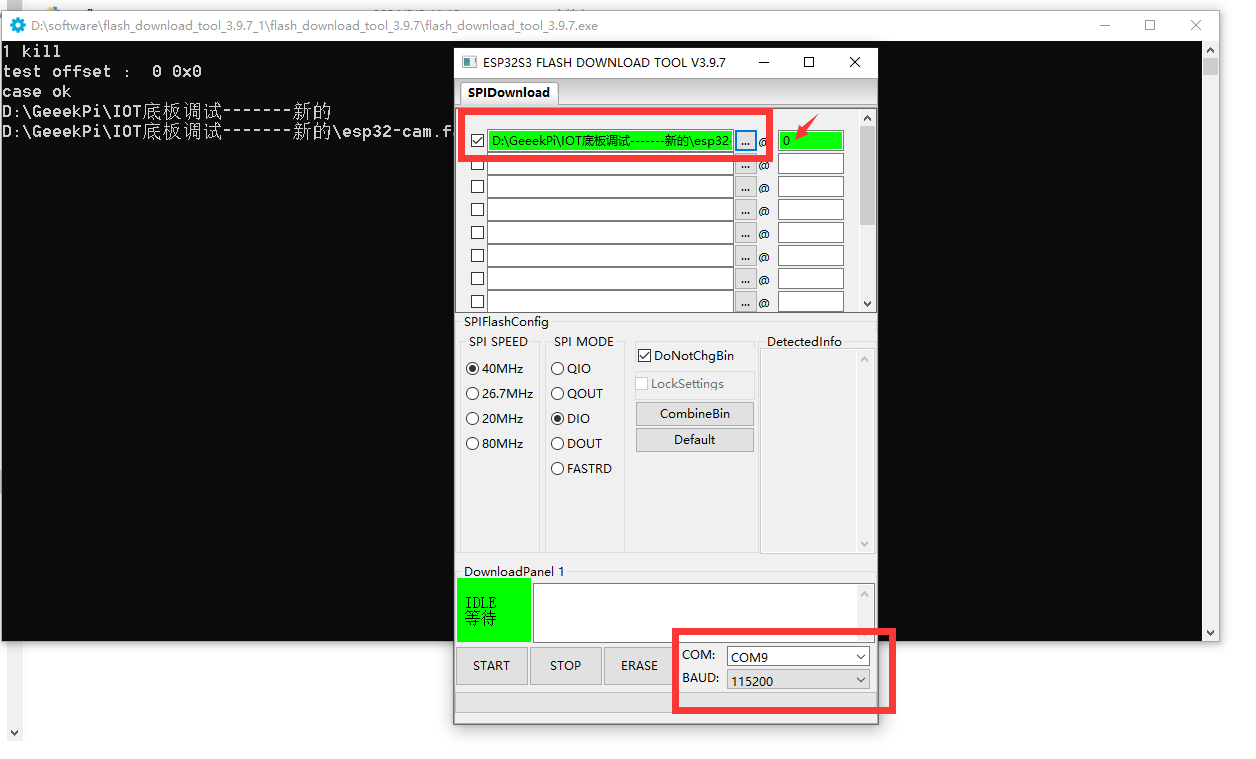 D:\software\flash_download_tool_3.9.7_1\flash_download_tool_3.9.7\flash_download_tool_3.9.7.exe
1 kill
test offset : 0 0x0
case ok
D:\GeeekPi\IOT底板调试-------新的
D:\GeeekPi\IOT底板调试-------新的\esp32-cam.f
ESP32S3 FLASH DOWNLOAD TOOL V3.9.7
SPIDownload
D:\GeeekPi\IOT底板调试-------新的\esp32 ... @ 0
... @
... @
... @
... @
... @
... @
... @
SPIFlashConfig
SPI SPEED
40MHz
26.7MHz
20MHz
80MHz
SPI MODE
QIO
QOUT
DIO
DOUT
FASTRD
DoNotChgBin
LockSettings
CombineBin
Default
DetectedInfo
DownloadPanel 1
IDLE
等待
START STOP ERASE
COM: COM9
BAUD: 115200